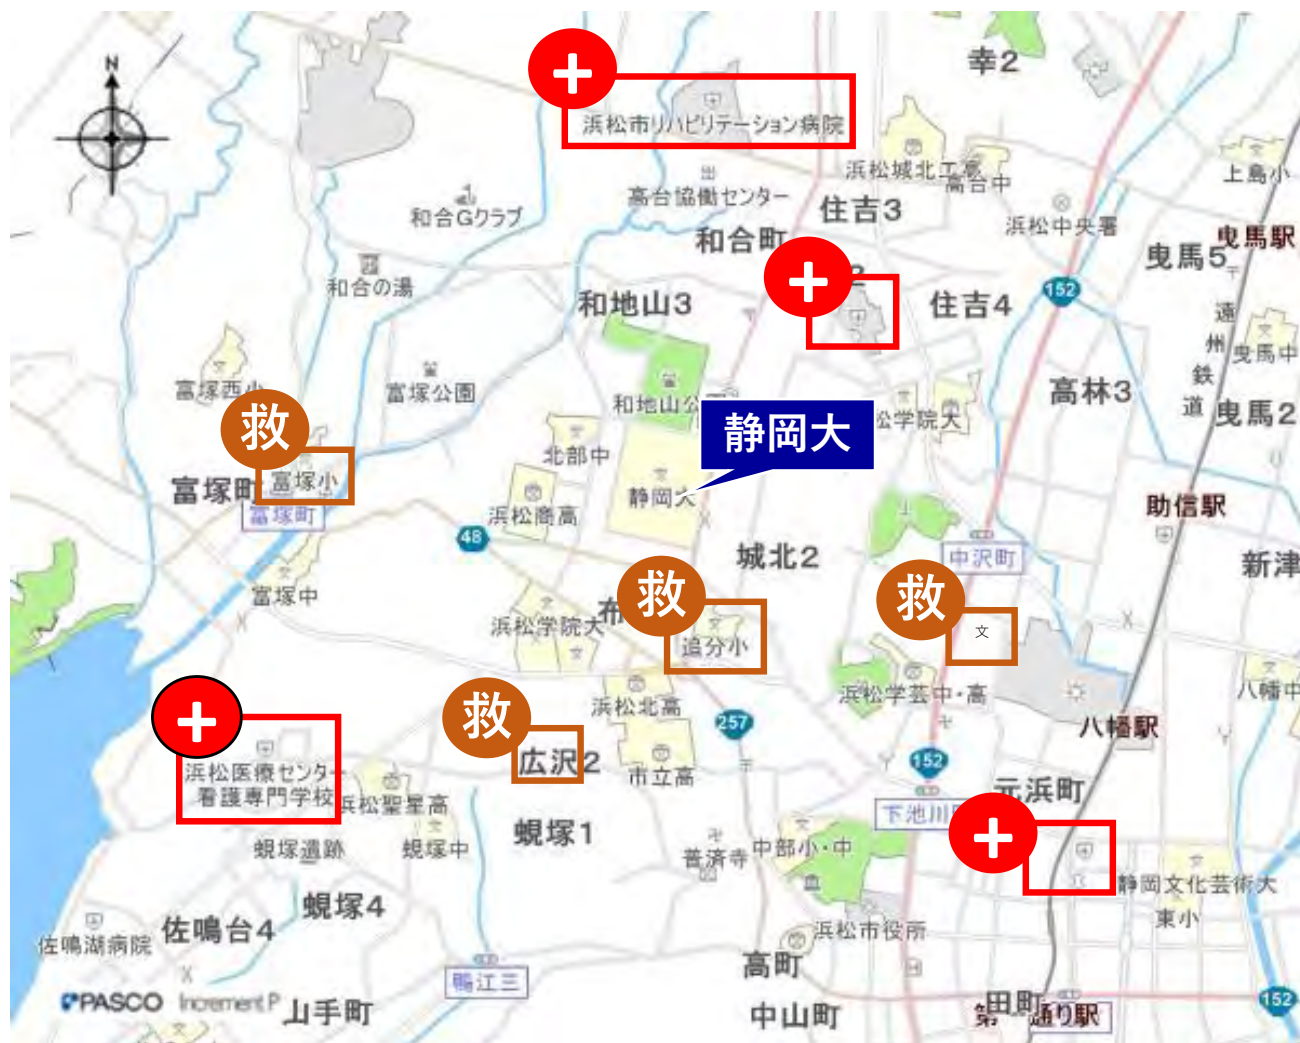 幸2
N
浜松市リハビリテーション病院
浜松城北工高
高台中
上島小
高台協働センター
住吉3
和合Gクラブ
浜松中央署
和合町
曳馬駅
曳馬5
和合の湯
2
152
和地山3
住吉4
遠州鉄道
曳馬中
富塚西小
富塚公園
高林3
和地山公
松学院大
曳馬2
救
静岡大
北部中
富塚町
富塚小
静岡大
浜松商高
助信駅
富塚町
48
城北2
中沢町
新津
富塚中
救
救
文
浜松学院大
布
追分小
浜松学芸中・高
八幡中
浜松北高
救
257
八幡駅
広沢2
市立高
152
浜松医療センター
看護専門学校
浜松聖星高
元浜町
下池川
蜆塚1
蜆塚遺跡
蜆塚中
普済寺
中部小・中
静岡文化芸術大
蜆塚4
東小
佐鳴台4
佐鳴湖病院
浜松市役所
高町
鴨江三
PASCO Increment P
山手町
中山町
田町
第一通り駅
152